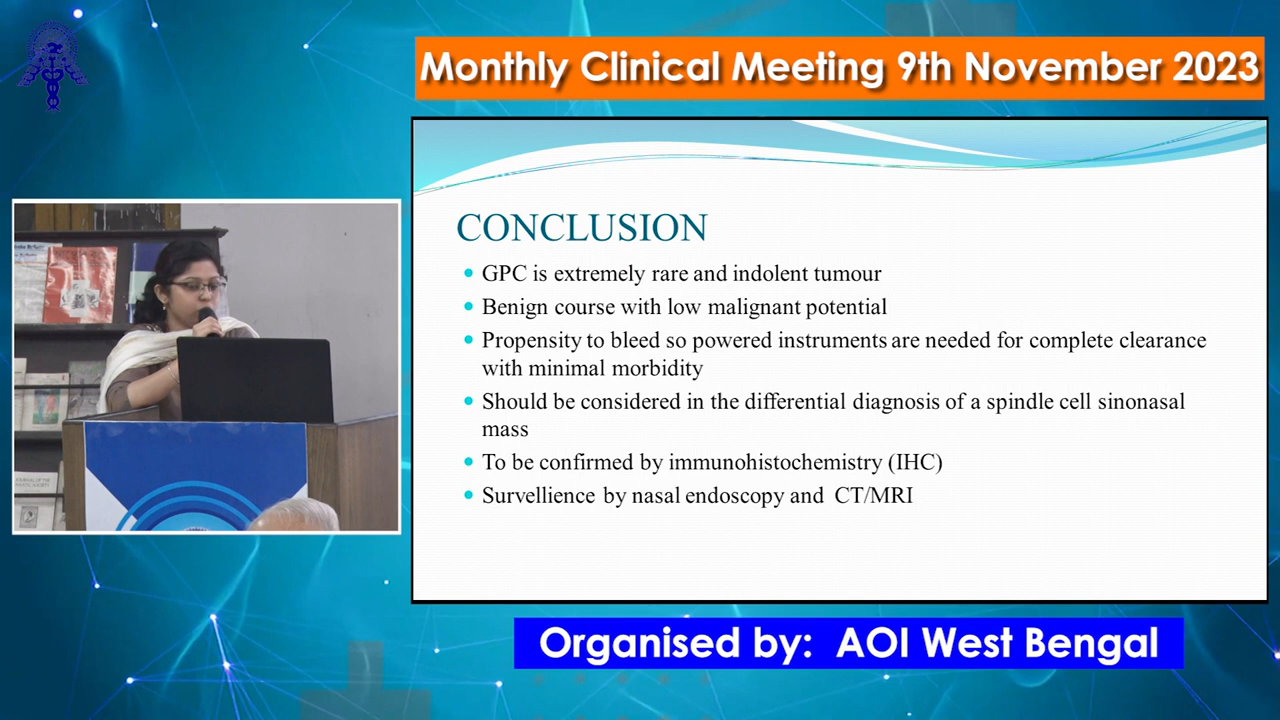 Monthly Clinical Meeting 9th November 2023
CONCLUSION
GPC is extremely rare and indolent tumour
Benign course with low malignant potential
Propensity to bleed so powered instruments are needed for complete clearance
with minimal morbidity
Should be considered in the differential diagnosis of a spindle cell sinonasal
mass
To be confirmed by immunohistochemistry (IHC)
Survellience by nasal endoscopy and CT/MRI
Organised by: AOI West Bengal